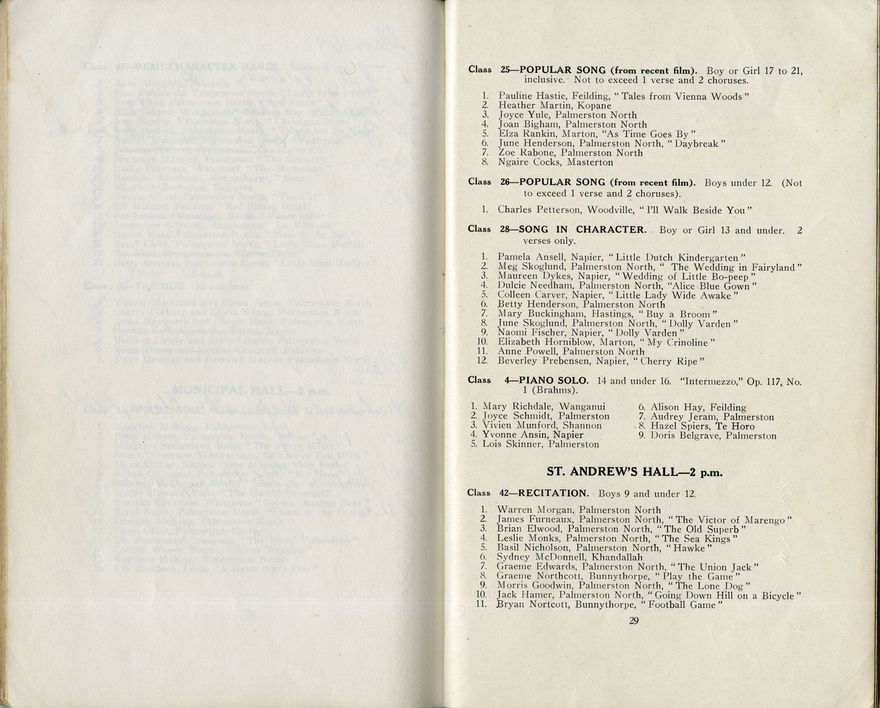 Class 25—POPULAR SONG (from recent film). Boy or Girl 17 to 21,
inclusive. Not to exceed 1 verse and 2 choruses.
1. Pauline Hastie, Feilding, "Tales from Vienna Woods"
2. Heather Martin, Kopane
3. Joyce Yule, Palmerston North
4. Joan Bigham, Palmerston North
5. Elza Rankin, Marton, "As Time Goes By"
6. June Henderson, Palmerston North, "Daybreak"
7. Zoe Rabone, Palmerston North
8. Ngaire Cocks, Masterton
Class 26—POPULAR SONG (from recent film). Boys under 12. (Not
to exceed 1 verse and 2 choruses).
1. Charles Petterson, Woodville, "I'll Walk Beside You"
Class 28—SONG IN CHARACTER. Boy or Girl 13 and under. 2
verses only.
1. Pamela Ansell, Napier, "Little Dutch Kindergarten"
2. Meg Skoglund, Palmerston North, " The Wedding in Fairyland"
3. Maureen Dykes, Napier, "Wedding of Little Bo-peep"
4. Dulcie Needham, Palmerston North, "Alice Blue Gown"
5. Colleen Carver, Napier, "Little Lady Wide Awake"
6. Betty Henderson, Palmerston North
7. Mary Buckingham, Hastings, "Buy a Broom"
8. June Skoglund, Palmerston North, "Dolly Varden"
9. Naomi Fischer, Napier, "Dolly Varden"
10. Elizabeth Horniblow, Marton, "My Crinoline"
11. Anne Powell, Palmerston North
12. Beverley Prebensen, Napier, "Cherry Ripe"
Class 4—PIANO SOLO. 14 and under 16. "Intermezzo," Op. 117, No.
1 (Brahms).
1. Mary Richdale, Wanganui
2. Joyce Schmidt, Palmerston
3. Vivien Munford, Shannon
4. Yvonne Ansin, Napier
5. Lois Skinner, Palmerston
6. Alison Hay, Feilding
7. Audrey Jeram, Palmerston
8. Hazel Spiers, Te Horo
9. Doris Belgrave, Palmerston
ST. ANDREW'S HALL—2 p.m.
Class 42—RECITATION. Boys 9 and under 12.
1. Warren Morgan, Palmerston North
2. James Furneaux, Palmerston North, "The Victor of Marengo"
3. Brian Elwood, Palmerston North, "The Old Superb"
4. Leslie Monks, Palmerston North, "The Sea Kings"
5. Basil Nicholson, Palmerston North, "Hawke"
6. Sydney McDonnell, Khandallah
7. Graeme Edwards, Palmerston North, "The Union Jack"
8. Graeme Northcott, Bunnythorpe, "Play the Game"
9. Morris Goodwin, Palmerston North, "The Lone Dog"
10. Jack Hamer, Palmerston North, "Going Down Hill on a Bicycle"
11. Bryan Nortcott, Bunnythorpe, "Football Game"
29